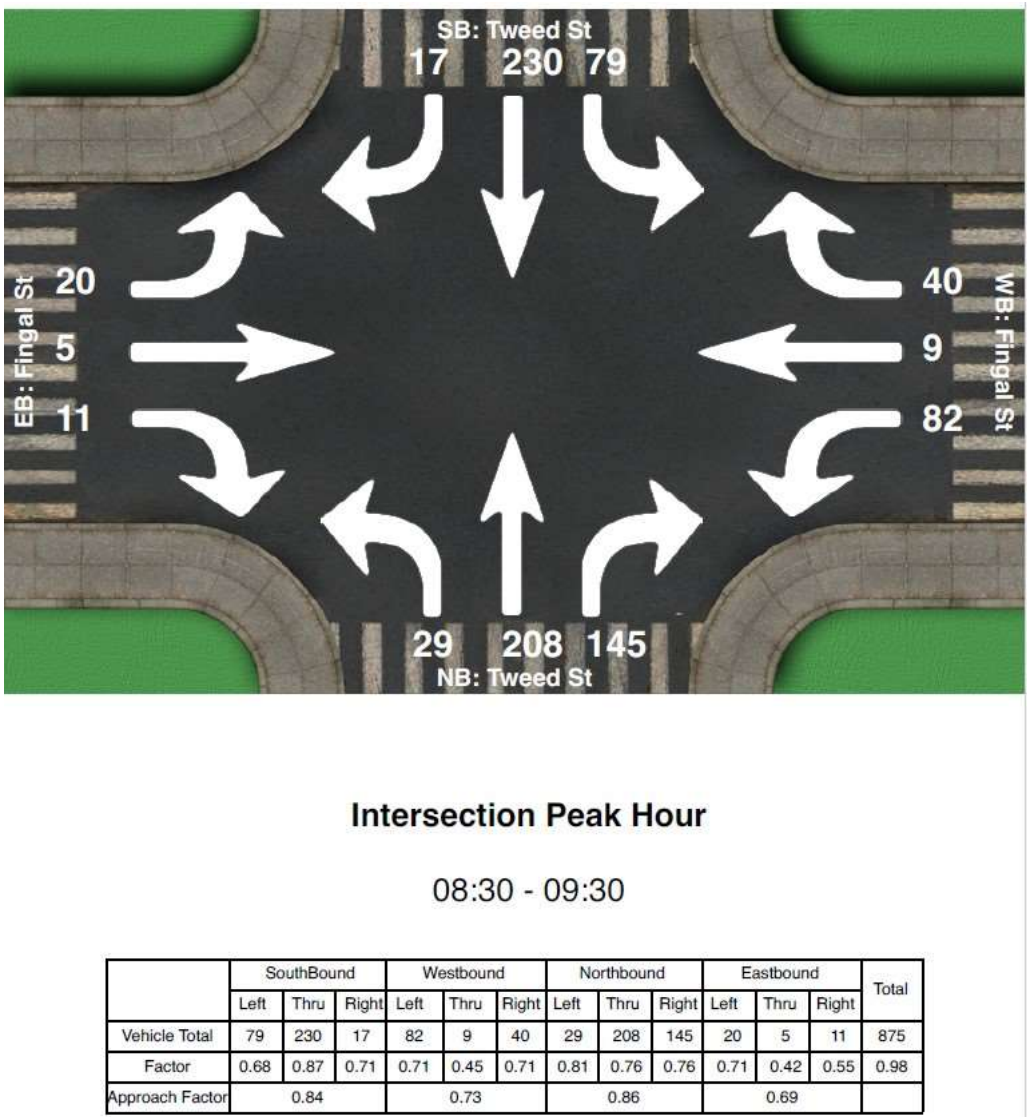 SB: Tweed St
17 230 79
20
5
11
EB: Fingal St
40
9
82
WB: Fingal St
29 208 145
NB: Tweed St
Intersection Peak Hour
08:30 - 09:30
SouthBound Westbound Northbound Eastbound Total
Left Thru Right Left Thru Right Left Thru Right Left Thru Right
Vehicle Total 79 230 17 82 9 40 29 208 145 20 5 11 875
Factor 0.68 0.87 0.71 0.71 0.45 0.71 0.81 0.76 0.76 0.71 0.42 0.55 0.98
Approach Factor 0.84 0.73 0.86 0.69